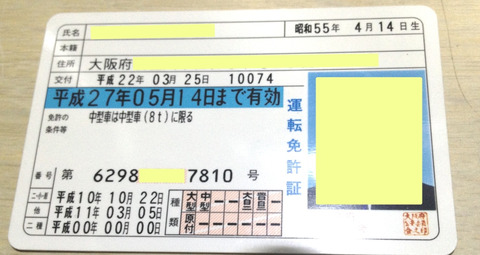 氏名 昭和55年 4月14日生
本籍
住所 大阪府
交付 平成22年03月25日 10074
平成27年05月14日まで有効
免許の
条件等
中型車は中型車(8t)に限る
運転免許証
番号 第 6298 7810 号
二・小・原 平成10年10月22日
他 平成11年03月05日
二種 平成00年00月00日
種類 大型 中型
原付